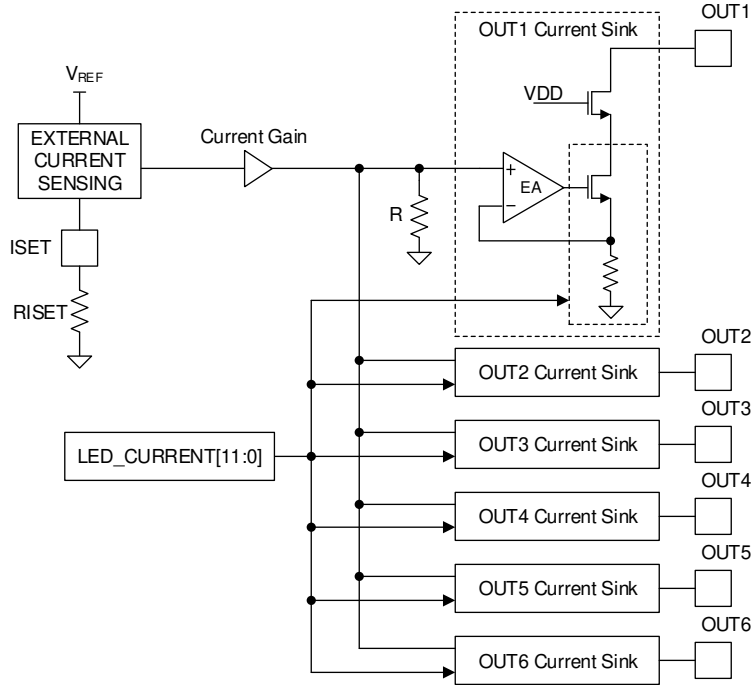 OUT1
OUT1 Current Sink
VREF
VDD
EXTERNAL
CURRENT
SENSING
Current Gain
+
EA
−
R
ISET
RISET
OUT2
OUT2 Current Sink
OUT3
OUT3 Current Sink
LED_CURRENT[11:0]
OUT4
OUT4 Current Sink
OUT5
OUT5 Current Sink
OUT6
OUT6 Current Sink